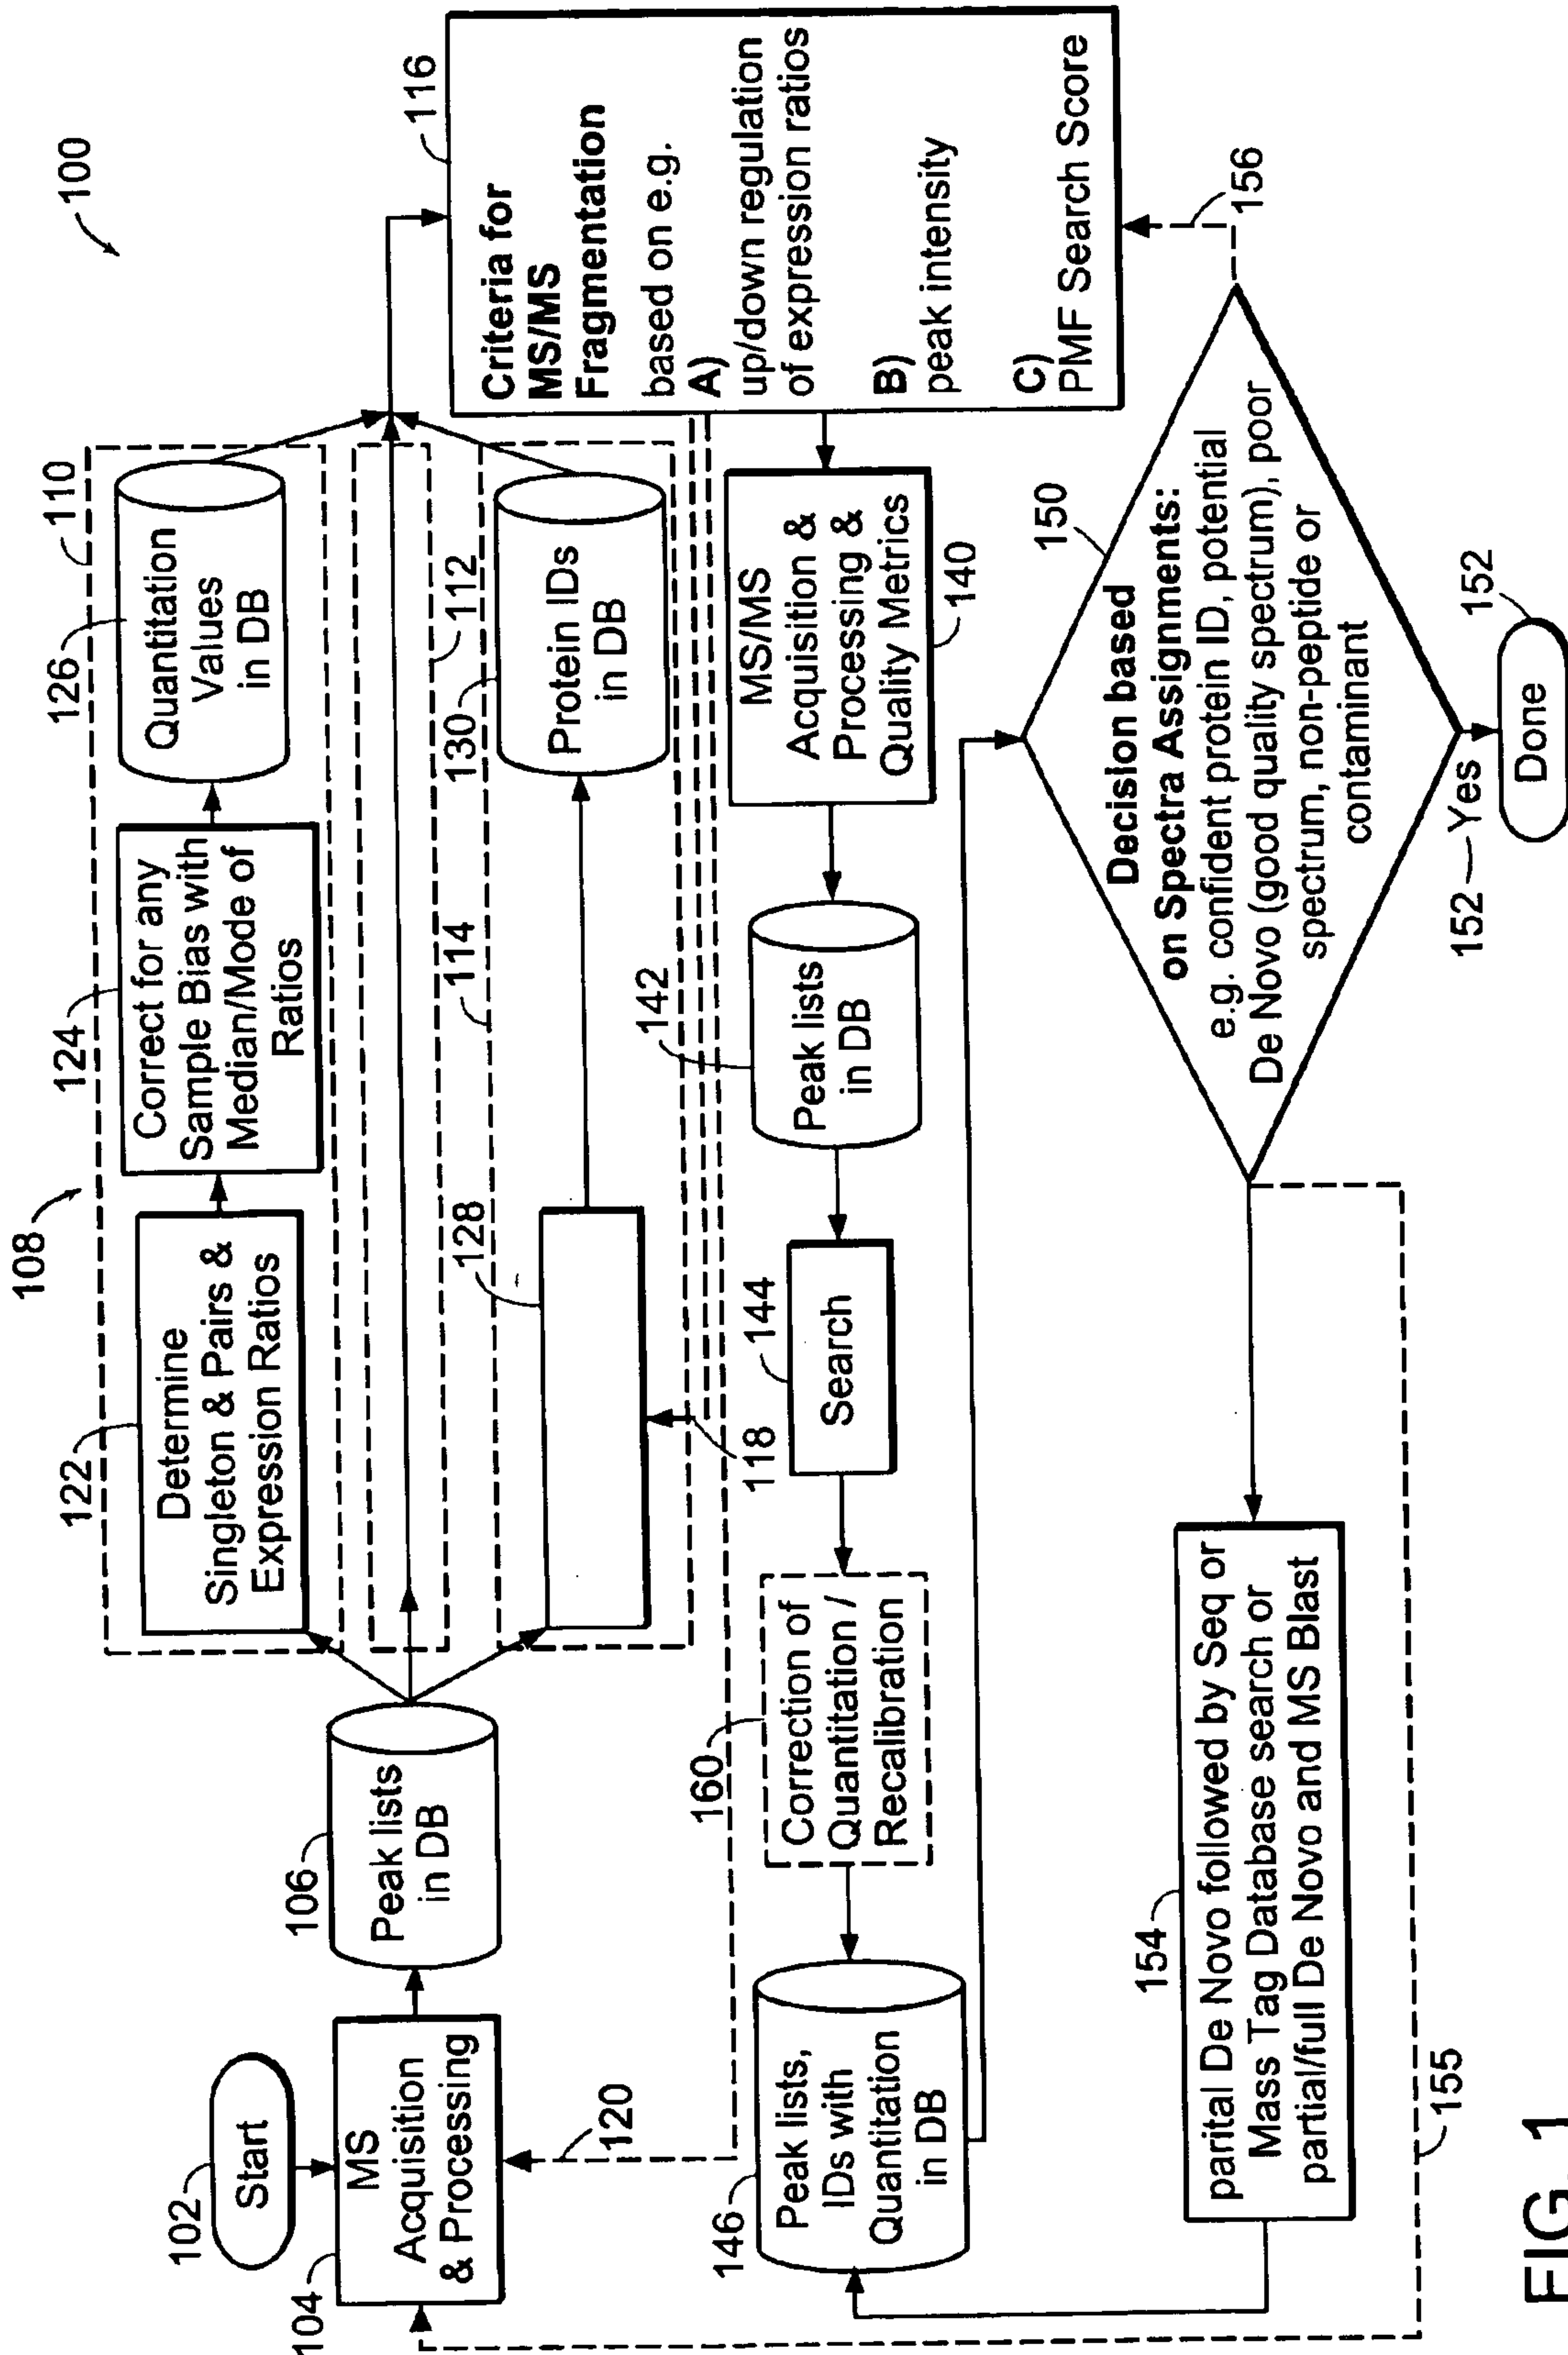 100
108
102
Start
104
MS
Acquisition
& Processing
106
Peak lists
in DB
122
Determine
Singleton & Pairs &
Expression Ratios
124
Correct for any
Sample Bias with
Median/Mode of
Ratios
126
Quantitation
Values
in DB
110
112
114
128
130
Protein IDs
in DB
116
Criteria for
MS/MS
Fragmentation
based on e.g.
A)
up/down regulation
of expression ratios
B)
peak intensity
C)
PMF Search Score
118
120
MS/MS
Acquisition &
Processing &
Quality Metrics
140
142
Peak lists
in DB
144
Search
160
Correction of
Quantitation /
Recalibration
146
Peak lists,
IDs with
Quantitation
in DB
150
Decision based
on Spectra Assignments:
e.g. confident protein ID, potential
De Novo (good quality spectrum), poor
spectrum, non-peptide or
contaminant
156
152
Yes
152
Done
154
parital De Novo followed by Seq or
Mass Tag Database search or
partial/full De Novo and MS Blast
155
FIG. 1